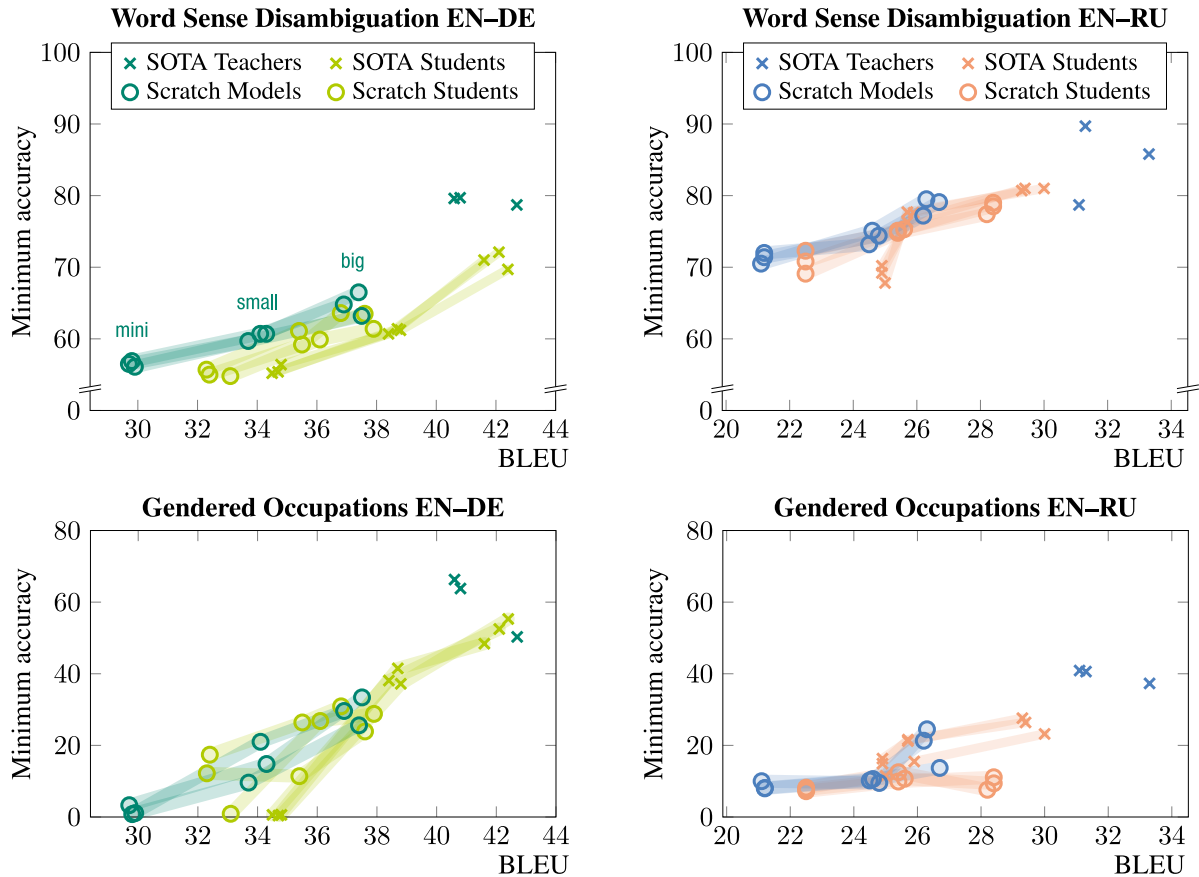 Word Sense Disambiguation EN–DE
100
90
80
70
60
0
Minimum accuracy
× SOTA Teachers × SOTA Students
Scratch Models Scratch Students
mini
small
big
30 32 34 36 38 40 42 44
BLEU
Word Sense Disambiguation EN–RU
100
90
80
70
60
0
Minimum accuracy
× SOTA Teachers × SOTA Students
Scratch Models Scratch Students
20 22 24 26 28 30 32 34
BLEU
Gendered Occupations EN–DE
80
60
40
20
0
Minimum accuracy
30 32 34 36 38 40 42 44
BLEU
Gendered Occupations EN–RU
80
60
40
20
0
Minimum accuracy
20 22 24 26 28 30 32 34
BLEU